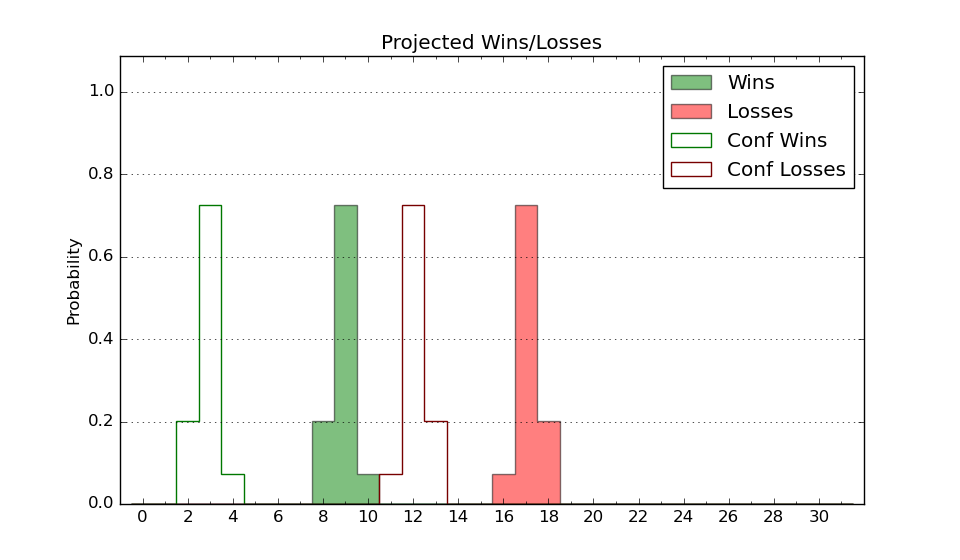 Projected Wins/Losses
1.0
0.8
0.6
0.4
0.2
0.0
Probability
Wins
Losses
Conf Wins
Conf Losses
0 2 4 6 8 10 12 14 16 18 20 22 24 26 28 30